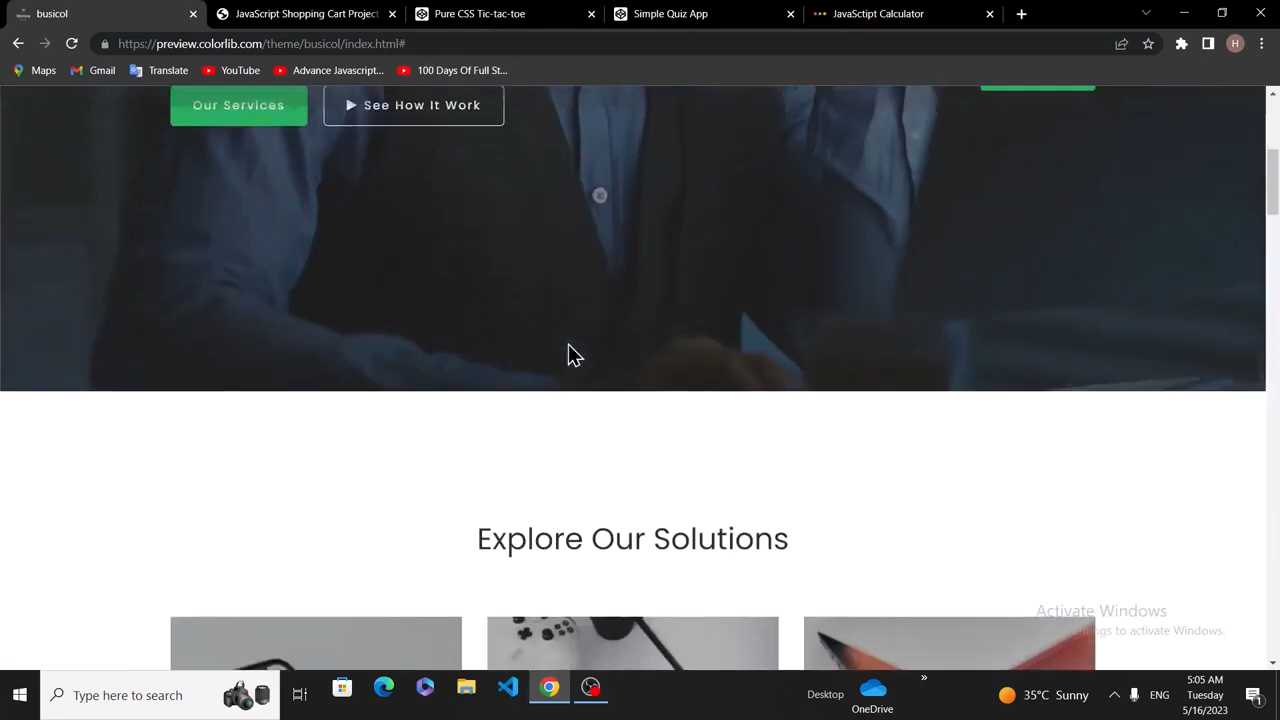 busicol
JavaScript Shopping Cart Project
Pure CSS Tic-tac-toe
Simple Quiz App
JavaSctipt Calculator
https://preview.colorlib.com/theme/busicol/index.html#
H
Maps
Gmail
Translate
YouTube
Advance Javascript...
100 Days Of Full St...
Our Services
See How It Work
Explore Our Solutions
Activate Windows
ngs to activate Windows.
Type here to search
Desktop
OneDrive
»
35°C Sunny
ENG
5:05 AM
Tuesday
5/16/2023
1